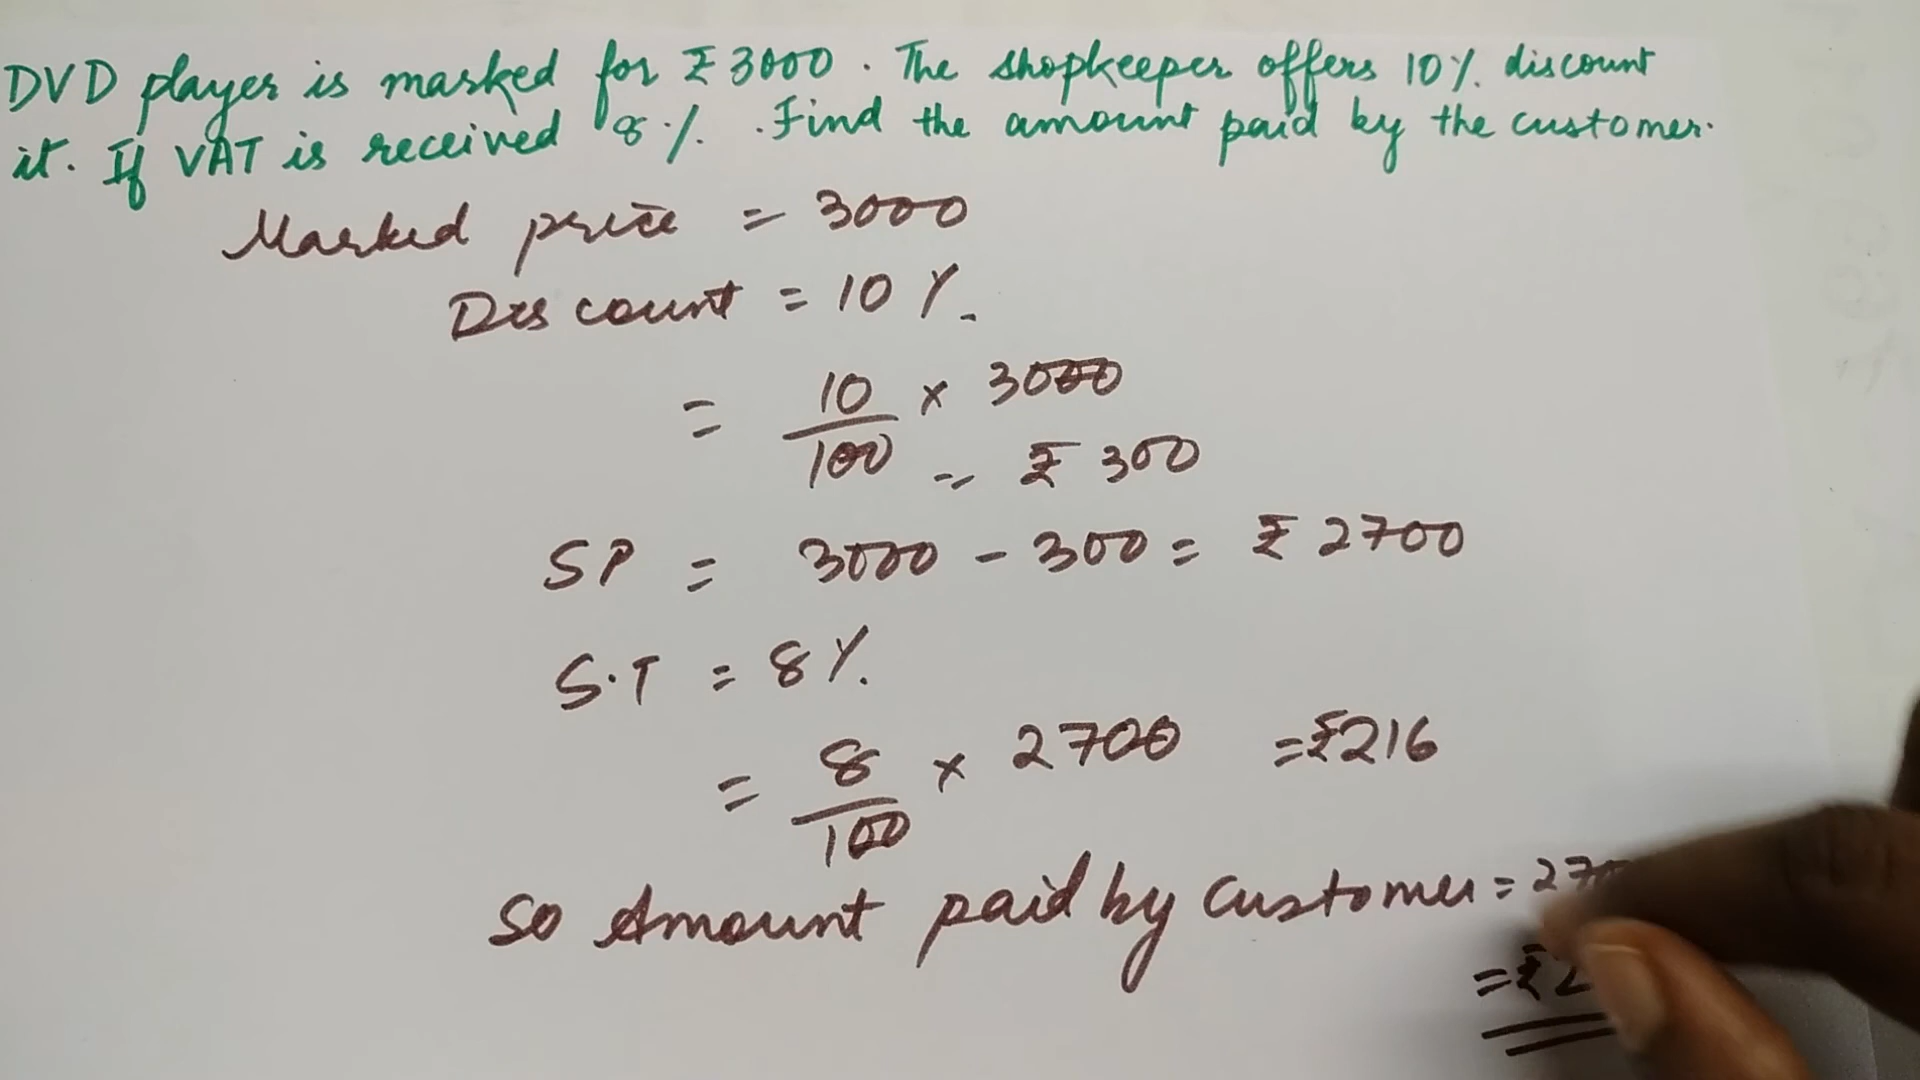 DVD player is marked for ₹ 3000. The shopkeeper offers 10% discount
it. If VAT is received 8%. Find the amount paid by the customer.
Marked price = 3000
Discount = 10%.
= 10/100 × 3000
= ₹ 300
SP = 3000 - 300 = ₹ 2700
S.T = 8%.
= 8/100 × 2700 = ₹216
So Amount paid by Customer =
= ₹2